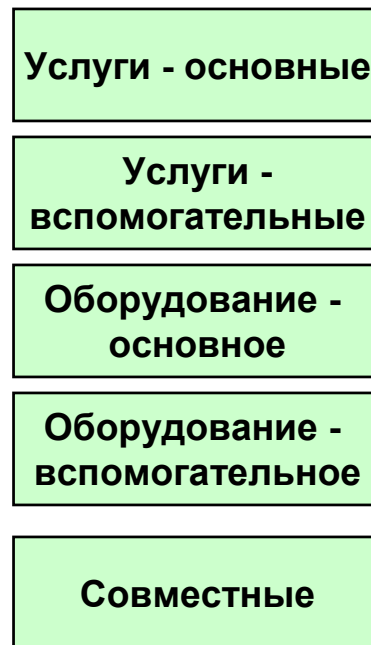 Услуги - основные
Услуги -
вспомогательные
Оборудование -
основное
Оборудование -
вспомогательное
Совместные